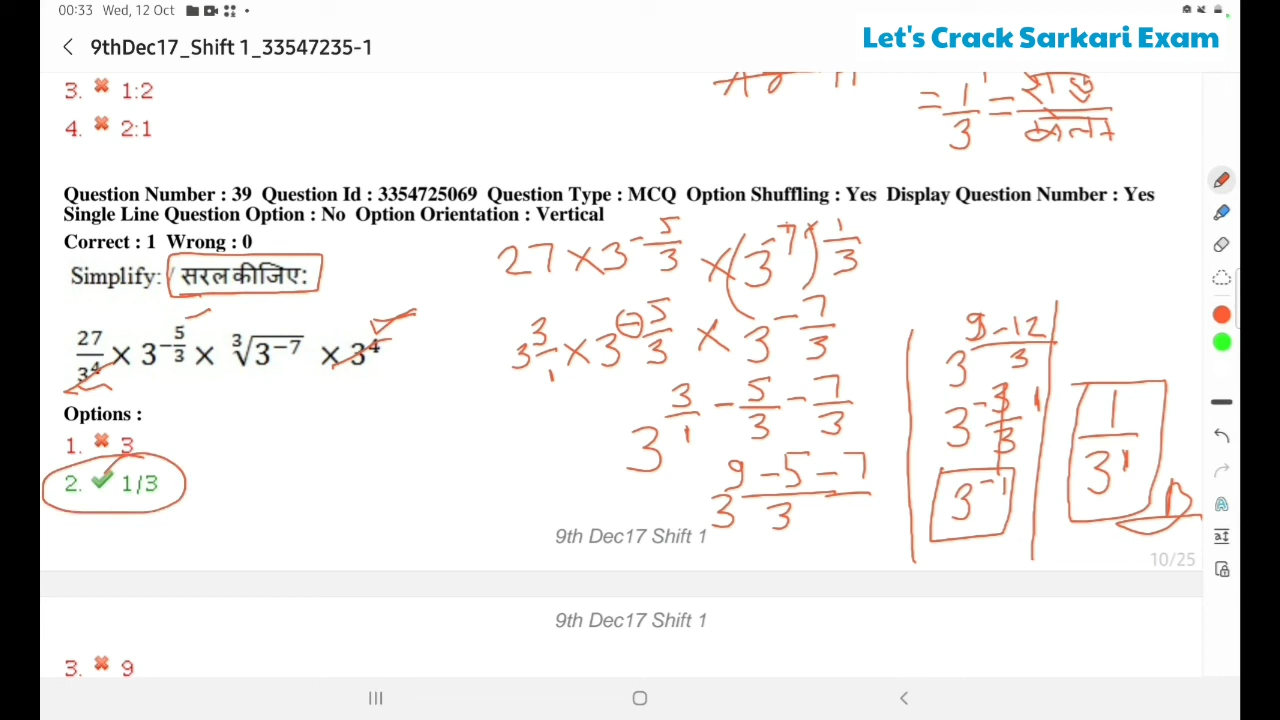 00:33 Wed, 12 Oct
Let's Crack Sarkari Exam
9thDec17_Shift 1_33547235-1
3. 1:2
4. 2:1
= 1/3 =
Question Number : 39 Question Id : 3354725069 Question Type : MCQ Option Shuffling : Yes Display Question Number : Yes
Single Line Question Option : No Option Orientation : Vertical
Correct : 1 Wrong : 0
Simplify: / सरल कीजिए:
27/3⁴ × 3^(-5/3) × ∛(3⁻⁷) × 3⁴
Options :
1. 3
2. 1/3
27 × 3^(-5/3) × (3⁻⁷)^(1/3)
3^(3/1) × 3^(-5/3) × 3^(-7/3)
3^(3/1 - 5/3 - 7/3)
3^((9-5-7)/3)
3^((9-12)/3)
3^(-3/3)
3⁻¹
1/3¹
9th Dec17 Shift 1
10/25
9th Dec17 Shift 1
3. 9